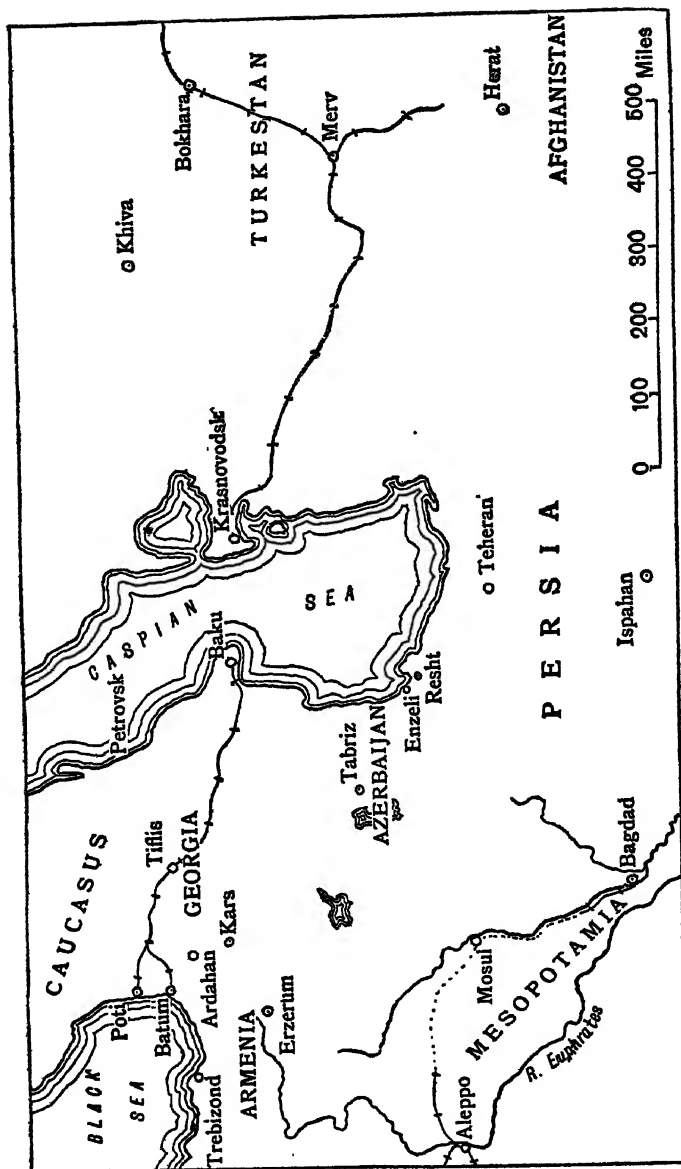 CAUCASUS
BLACK
SEA
Poti
Batum
Tiflis
GEORGIA
Ardahan
Kars
Trebizond
ARMENIA
Erzerum
Petrovsk
CASPIAN
SEA
Baku
Krasnovodsk
Khiva
Bokhara
TURKESTAN
Merv
Herat
AFGHANISTAN
Tabriz
AZERBAIJAN
Enzeli
Resht
Teheran
PERSIA
Ispahan
Mosul
MESOPOTAMIA
Bagdad
Aleppo
R. Euphrates
0 100 200 300 400 500 Miles